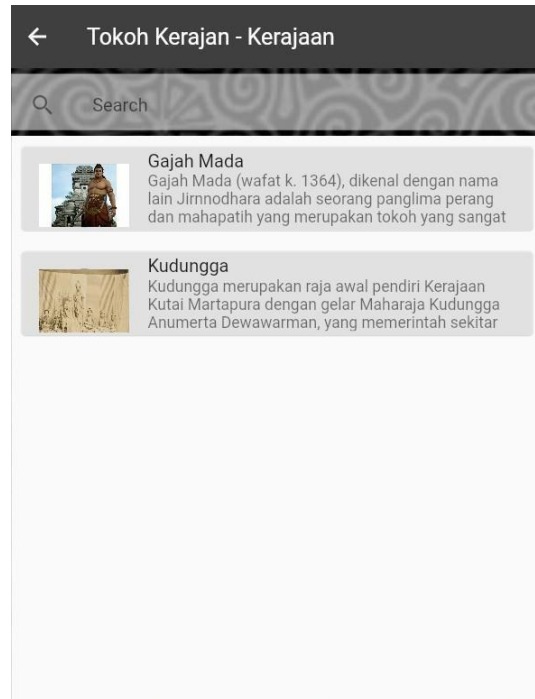 Tokoh Kerajan - Kerajaan
Search
Gajah Mada
Gajah Mada (wafat k. 1364), dikenal dengan nama
lain Jirnnodhara adalah seorang panglima perang
dan mahapatih yang merupakan tokoh yang sangat
Kudungga
Kudungga merupakan raja awal pendiri Kerajaan
Kutai Martapura dengan gelar Maharaja Kudungga
Anumerta Dewawarman, yang memerintah sekitar